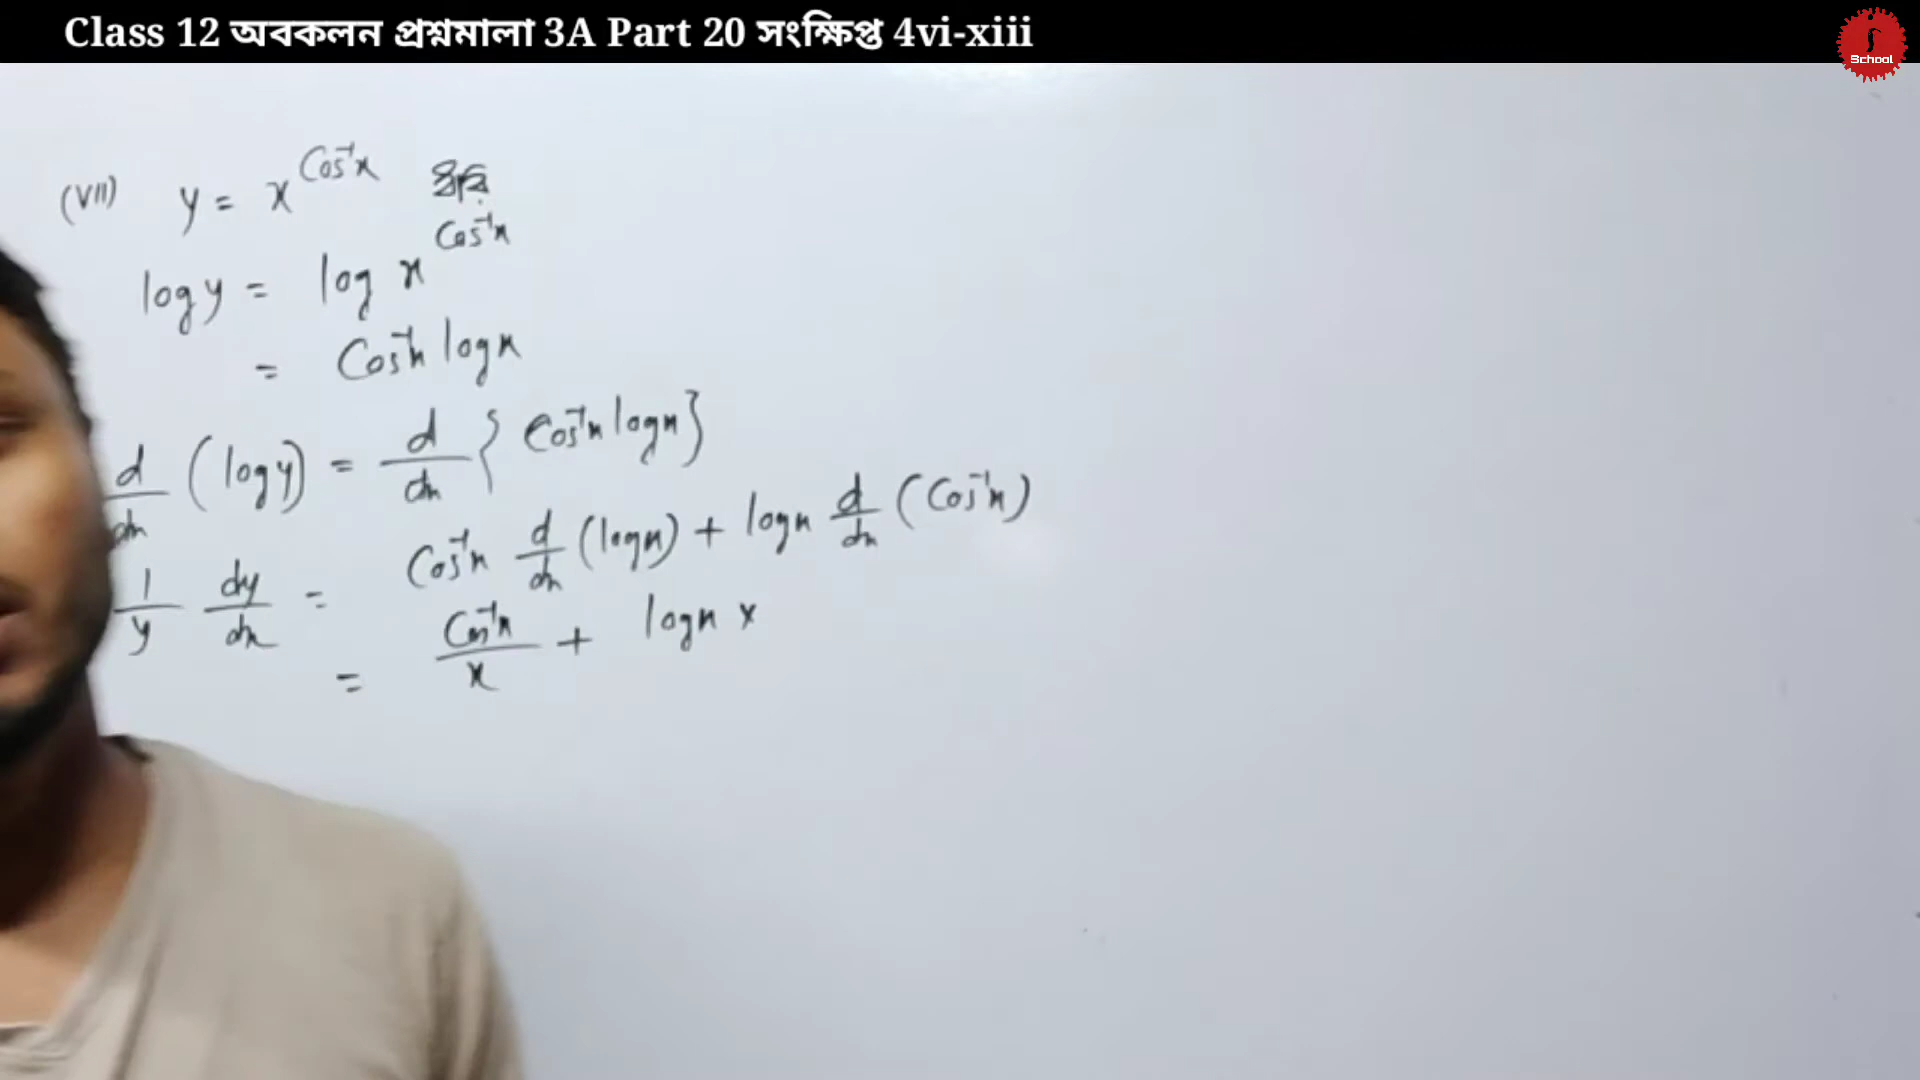 Class 12 অবকলন প্রশ্নমালা 3A Part 20 সংক্ষিপ্ত 4vi-xiii
School
(VII) y = x^{Cos⁻¹x} ধরি
log y = log x^{Cos⁻¹x}
= Cos⁻¹x log x
d/dx (log y) = d/dx { Cos⁻¹x log x }
1/y dy/dx = Cos⁻¹x d/dx (log x) + log x d/dx (Cos⁻¹x)
= Cos⁻¹x/x + log x ×